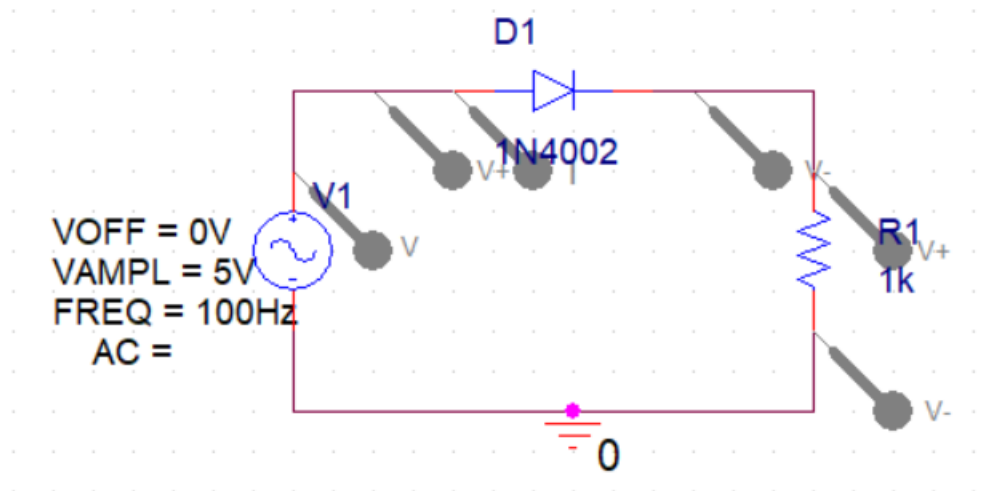 D1
1N4002
V+
I
V-
V1
V
VOFF = 0V
VAMPL = 5V
FREQ = 100Hz
AC =
R1
1k
V+
V-
0